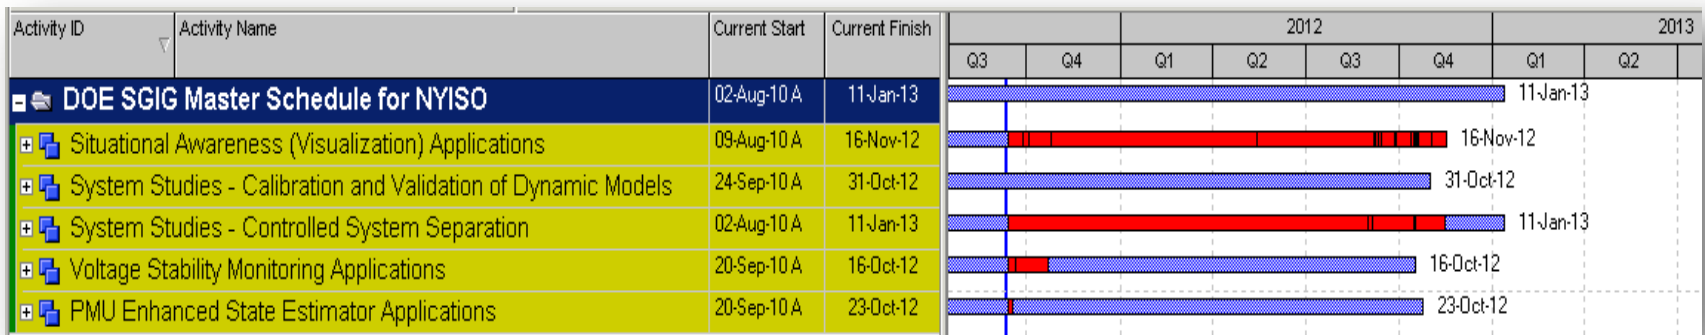 Activity ID Activity Name Current Start Current Finish 2012 2013
Q3 Q4 Q1 Q2 Q3 Q4 Q1 Q2
DOE SGIG Master Schedule for NYISO 02-Aug-10 A 11-Jan-13 11-Jan-13
Situational Awareness (Visualization) Applications 09-Aug-10 A 16-Nov-12 16-Nov-12
System Studies - Calibration and Validation of Dynamic Models 24-Sep-10 A 31-Oct-12 31-Oct-12
System Studies - Controlled System Separation 02-Aug-10 A 11-Jan-13 11-Jan-13
Voltage Stability Monitoring Applications 20-Sep-10 A 16-Oct-12 16-Oct-12
PMU Enhanced State Estimator Applications 20-Sep-10 A 23-Oct-12 23-Oct-12